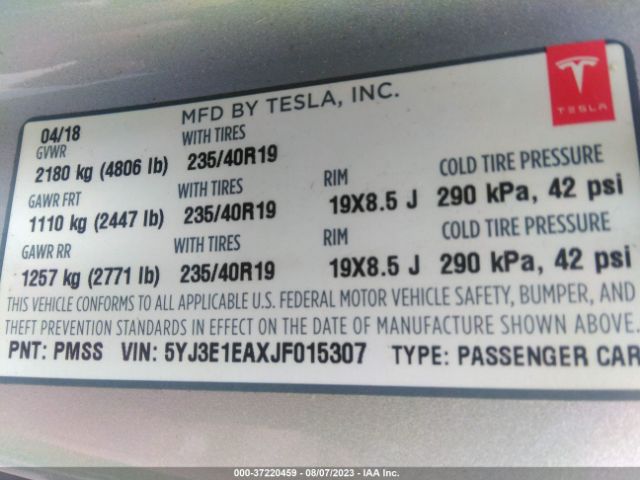 MFD BY TESLA, INC.
TESLA
04/18
GVWR WITH TIRES
2180 kg (4806 lb) 235/40R19
GAWR FRT WITH TIRES RIM COLD TIRE PRESSURE
1110 kg (2447 lb) 235/40R19 19X8.5 J 290 kPa, 42 psi
GAWR RR WITH TIRES RIM COLD TIRE PRESSURE
1257 kg (2771 lb) 235/40R19 19X8.5 J 290 kPa, 42 psi
THIS VEHICLE CONFORMS TO ALL APPLICABLE U.S. FEDERAL MOTOR VEHICLE SAFETY, BUMPER, AND
THEFT PREVENTION STANDARDS IN EFFECT ON THE DATE OF MANUFACTURE SHOWN ABOVE.
PNT: PMSS VIN: 5YJ3E1EAXJF015307 TYPE: PASSENGER CAR
000-37220459 - 08/07/2023 - IAA Inc.